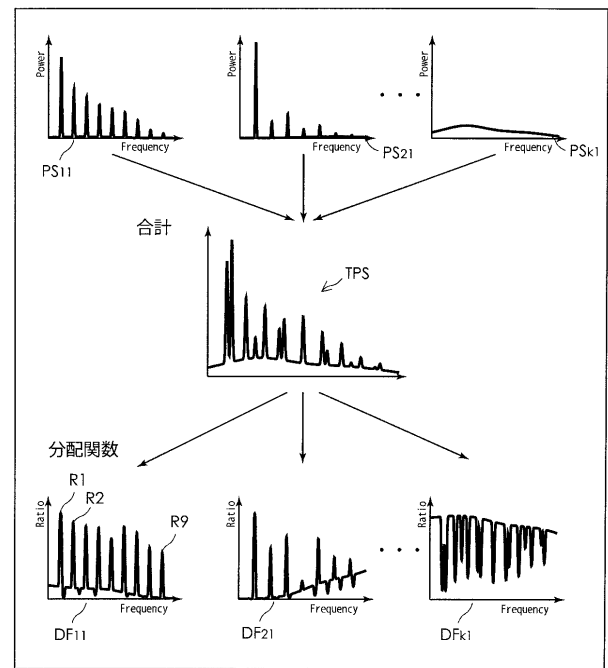 Power
Frequency
PS11
Power
Frequency
PS21
. . .
Power
Frequency
PSk1
合計
TPS
分配関数
Ratio
R1
R2
R9
Frequency
DF11
Ratio
Frequency
DF21
. . .
Ratio
Frequency
DFk1